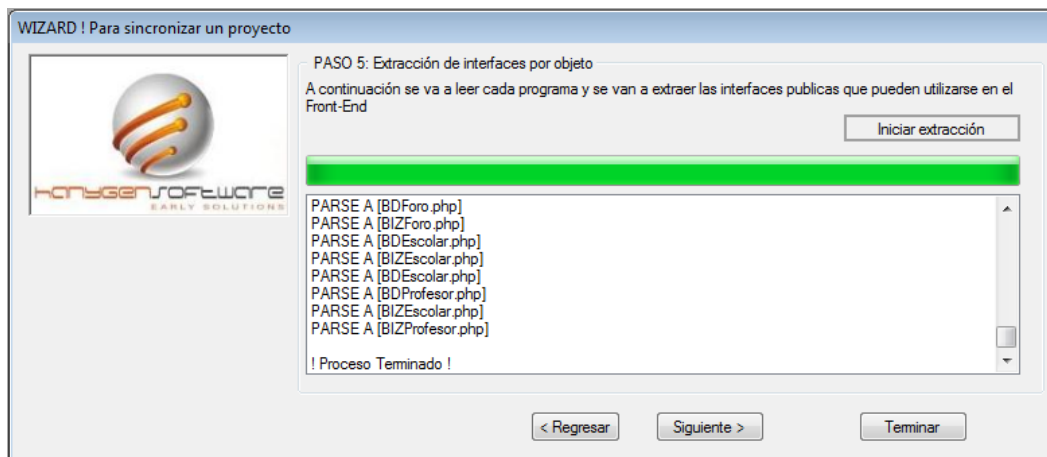 WIZARD ! Para sincronizar un proyecto
PASO 5: Extracción de interfaces por objeto
A continuación se va a leer cada programa y se van a extraer las interfaces publicas que pueden utilizarse en el
Front-End
Iniciar extracción
HANYGEN SOFTWARE
EARLY SOLUTIONS
PARSE A [BDForo.php]
PARSE A [BIZForo.php]
PARSE A [BDEscolar.php]
PARSE A [BIZEscolar.php]
PARSE A [BDEscolar.php]
PARSE A [BDProfesor.php]
PARSE A [BIZEscolar.php]
PARSE A [BIZProfesor.php]
! Proceso Terminado !
< Regresar
Siguiente >
Terminar